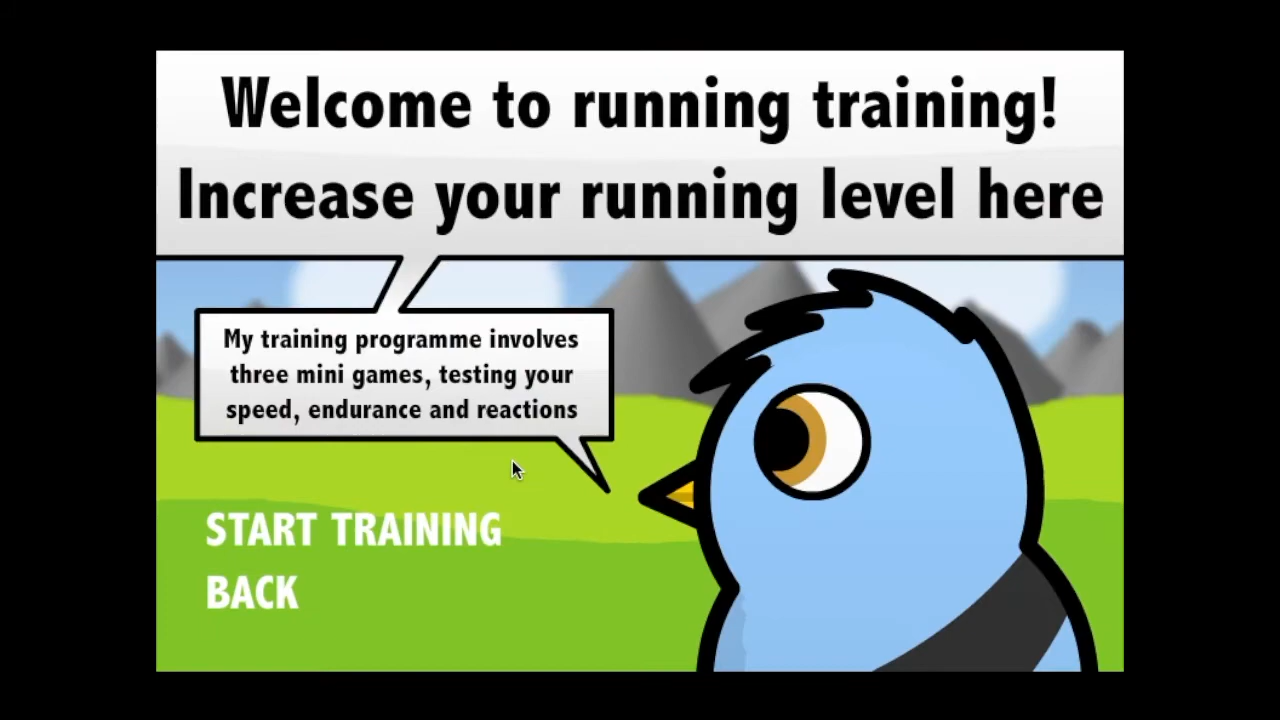 Welcome to running training!
Increase your running level here
My training programme involves
three mini games, testing your
speed, endurance and reactions
START TRAINING
BACK